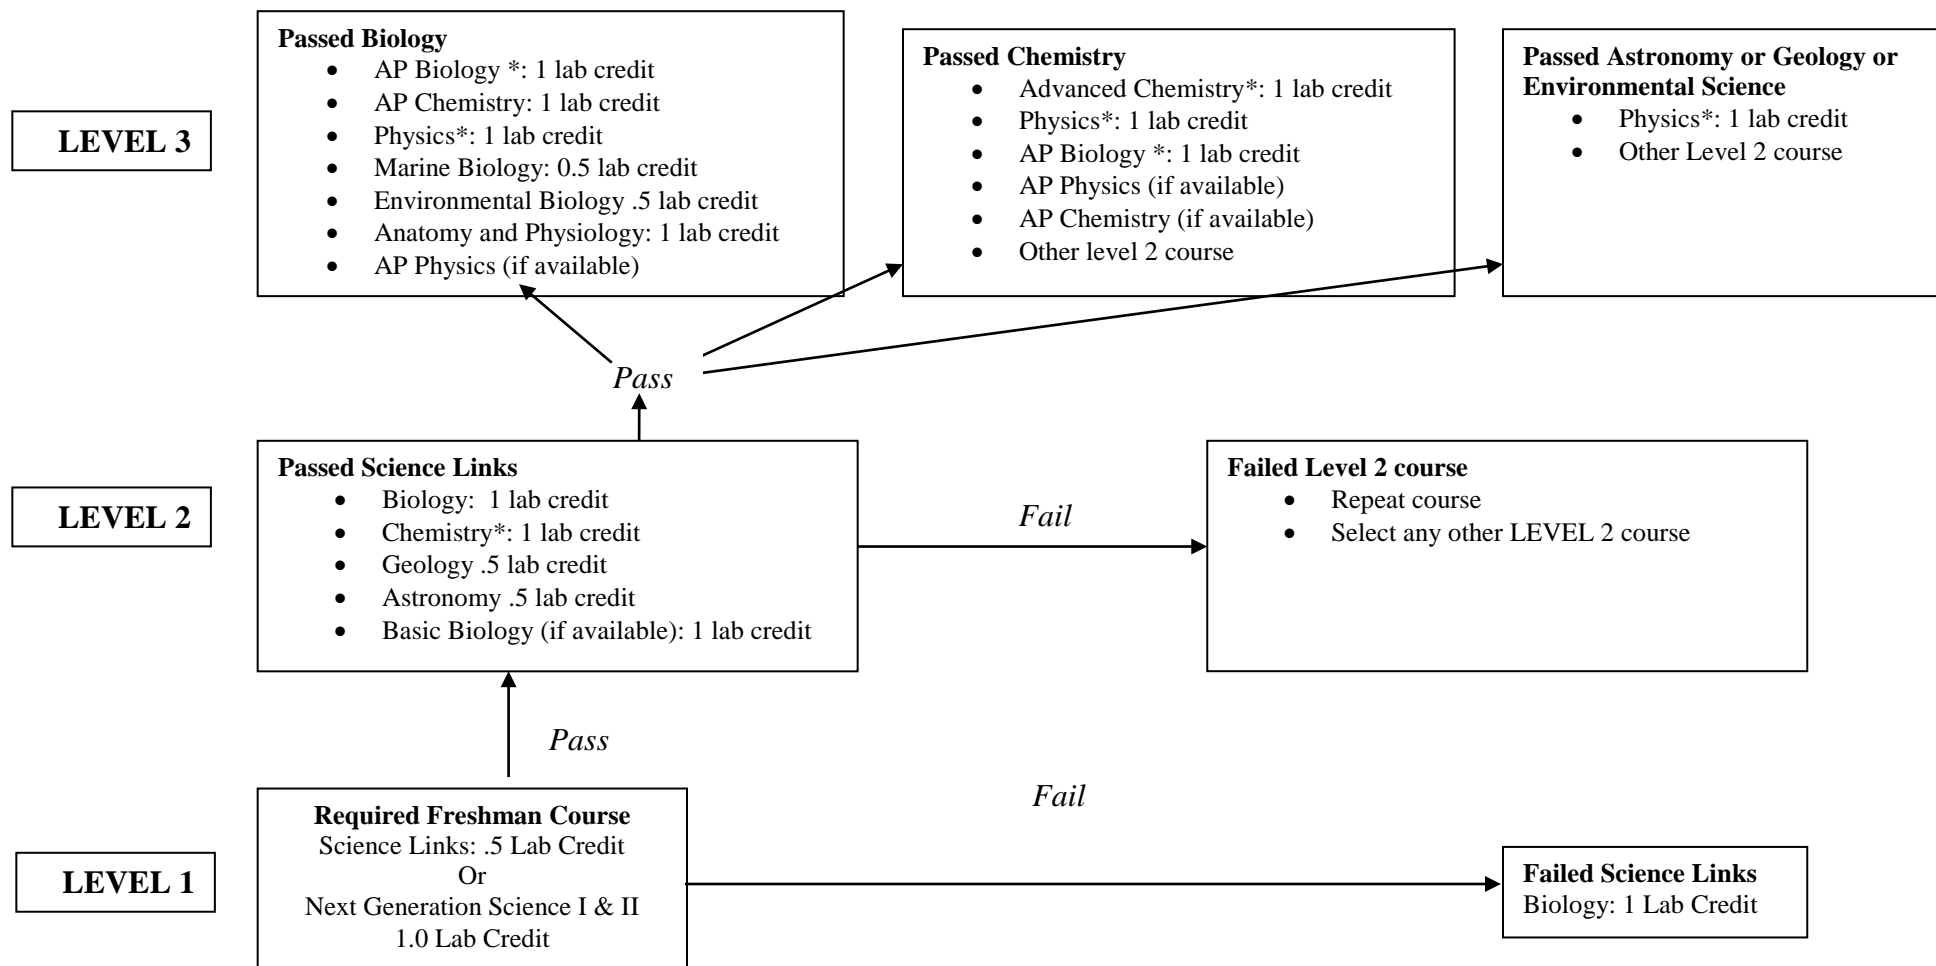 LEVEL 3
Passed Biology
• AP Biology *: 1 lab credit
• AP Chemistry: 1 lab credit
• Physics*: 1 lab credit
• Marine Biology: 0.5 lab credit
• Environmental Biology .5 lab credit
• Anatomy and Physiology: 1 lab credit
• AP Physics (if available)
Passed Chemistry
• Advanced Chemistry*: 1 lab credit
• Physics*: 1 lab credit
• AP Biology *: 1 lab credit
• AP Physics (if available)
• AP Chemistry (if available)
• Other level 2 course
Passed Astronomy or Geology or
Environmental Science
• Physics*: 1 lab credit
• Other Level 2 course
Pass
LEVEL 2
Passed Science Links
• Biology:  1 lab credit
• Chemistry*: 1 lab credit
• Geology .5 lab credit
• Astronomy .5 lab credit
• Basic Biology (if available): 1 lab credit
Fail
Failed Level 2 course
• Repeat course
• Select any other LEVEL 2 course
Pass
LEVEL 1
Required Freshman Course
Science Links: .5 Lab Credit
Or
Next Generation Science I & II
1.0 Lab Credit
Fail
Failed Science Links
Biology: 1 Lab Credit